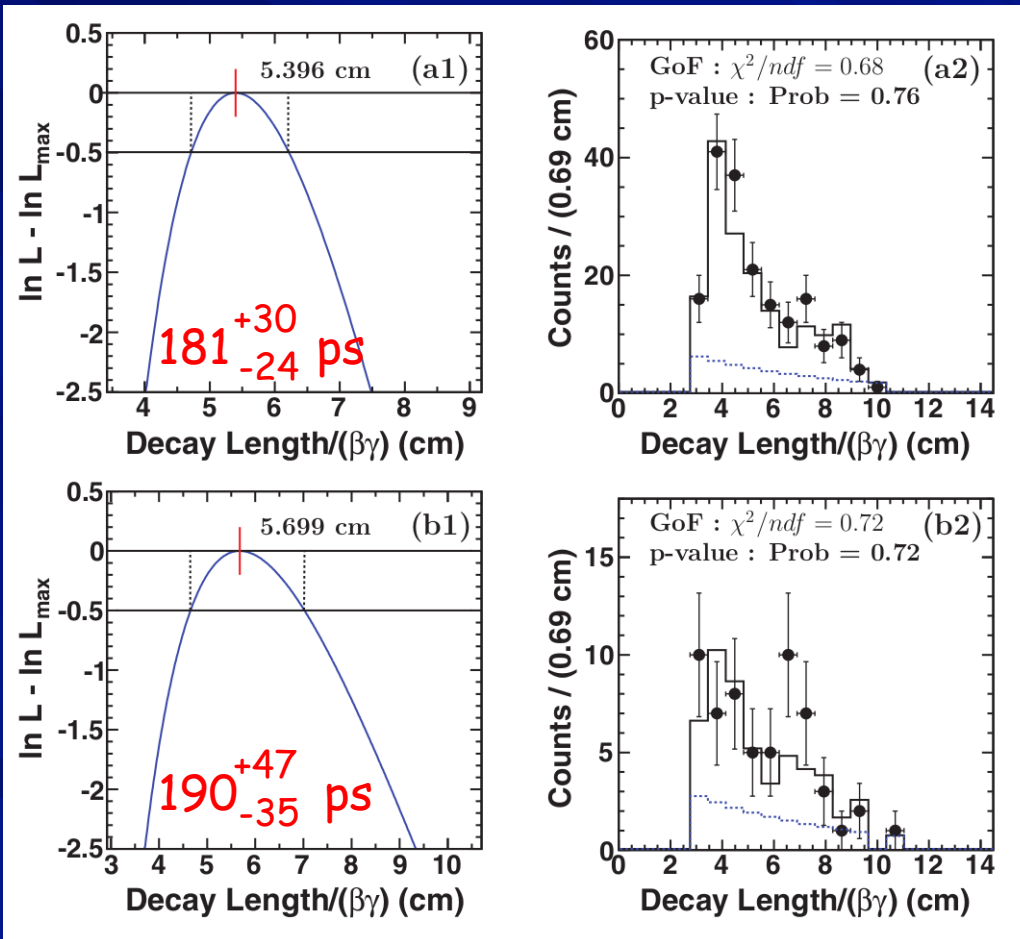 5.396 cm (a1)
ln L - ln Lmax
0.5
0
-0.5
-1
-1.5
-2
-2.5
181 +30 -24 ps
4 5 6 7 8 9
Decay Length/(βγ) (cm)
GoF : χ²/ndf = 0.68 (a2)
p-value : Prob = 0.76
Counts / (0.69 cm)
60
40
20
0
0 2 4 6 8 10 12 14
Decay Length/(βγ) (cm)
5.699 cm (b1)
ln L - ln Lmax
0.5
0
-0.5
-1
-1.5
-2
-2.5
190 +47 -35 ps
3 4 5 6 7 8 9 10
Decay Length/(βγ) (cm)
GoF : χ²/ndf = 0.72 (b2)
p-value : Prob = 0.72
Counts / (0.69 cm)
15
10
5
0
0 2 4 6 8 10 12 14
Decay Length/(βγ) (cm)